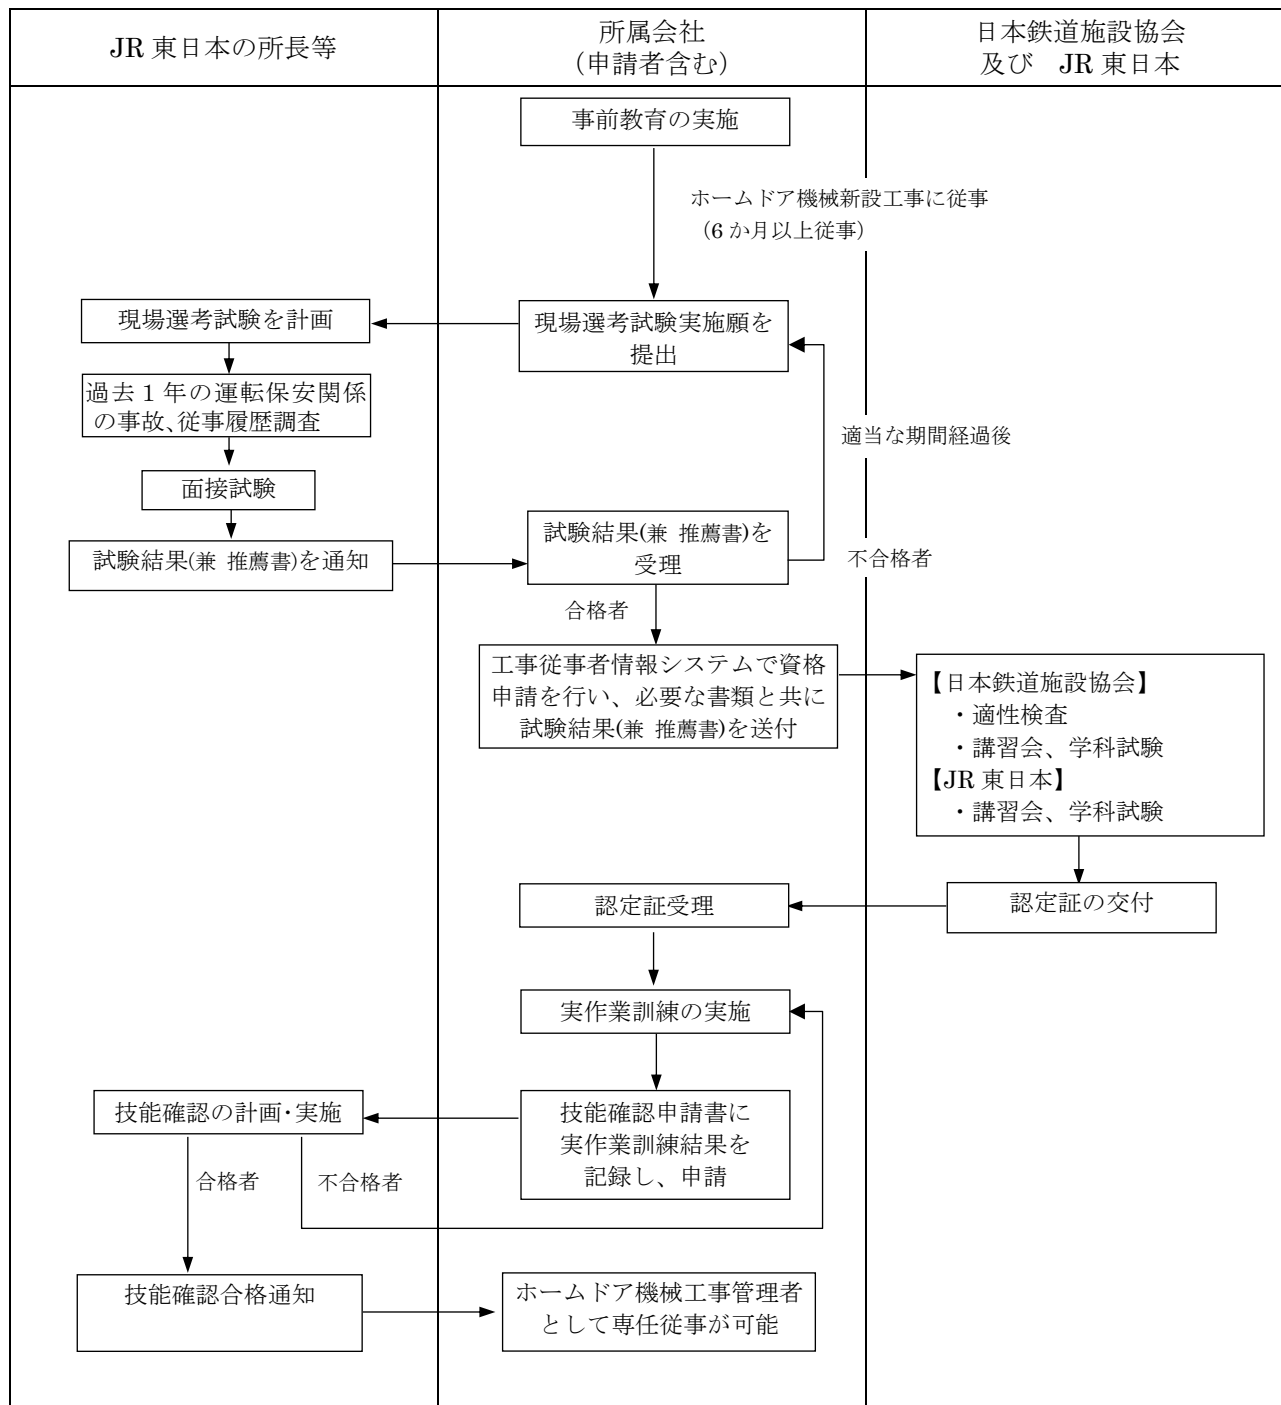 JR 東日本の所長等
所属会社
（申請者含む）
日本鉄道施設協会
及び　JR 東日本
事前教育の実施
ホームドア機械新設工事に従事
（6 か月以上従事）
現場選考試験実施願を
提出
現場選考試験を計画
過去 1 年の運転保安関係
の事故、従事履歴調査
適当な期間経過後
面接試験
試験結果(兼 推薦書)を通知
試験結果(兼 推薦書)を
受理
不合格者
合格者
工事従事者情報システムで資格
申請を行い、必要な書類と共に
試験結果(兼 推薦書)を送付
【日本鉄道施設協会】
・適性検査
・講習会、学科試験
【JR 東日本】
・講習会、学科試験
認定証の交付
認定証受理
実作業訓練の実施
技能確認申請書に
実作業訓練結果を
記録し、申請
技能確認の計画・実施
合格者
不合格者
技能確認合格通知
ホームドア機械工事管理者
として専任従事が可能